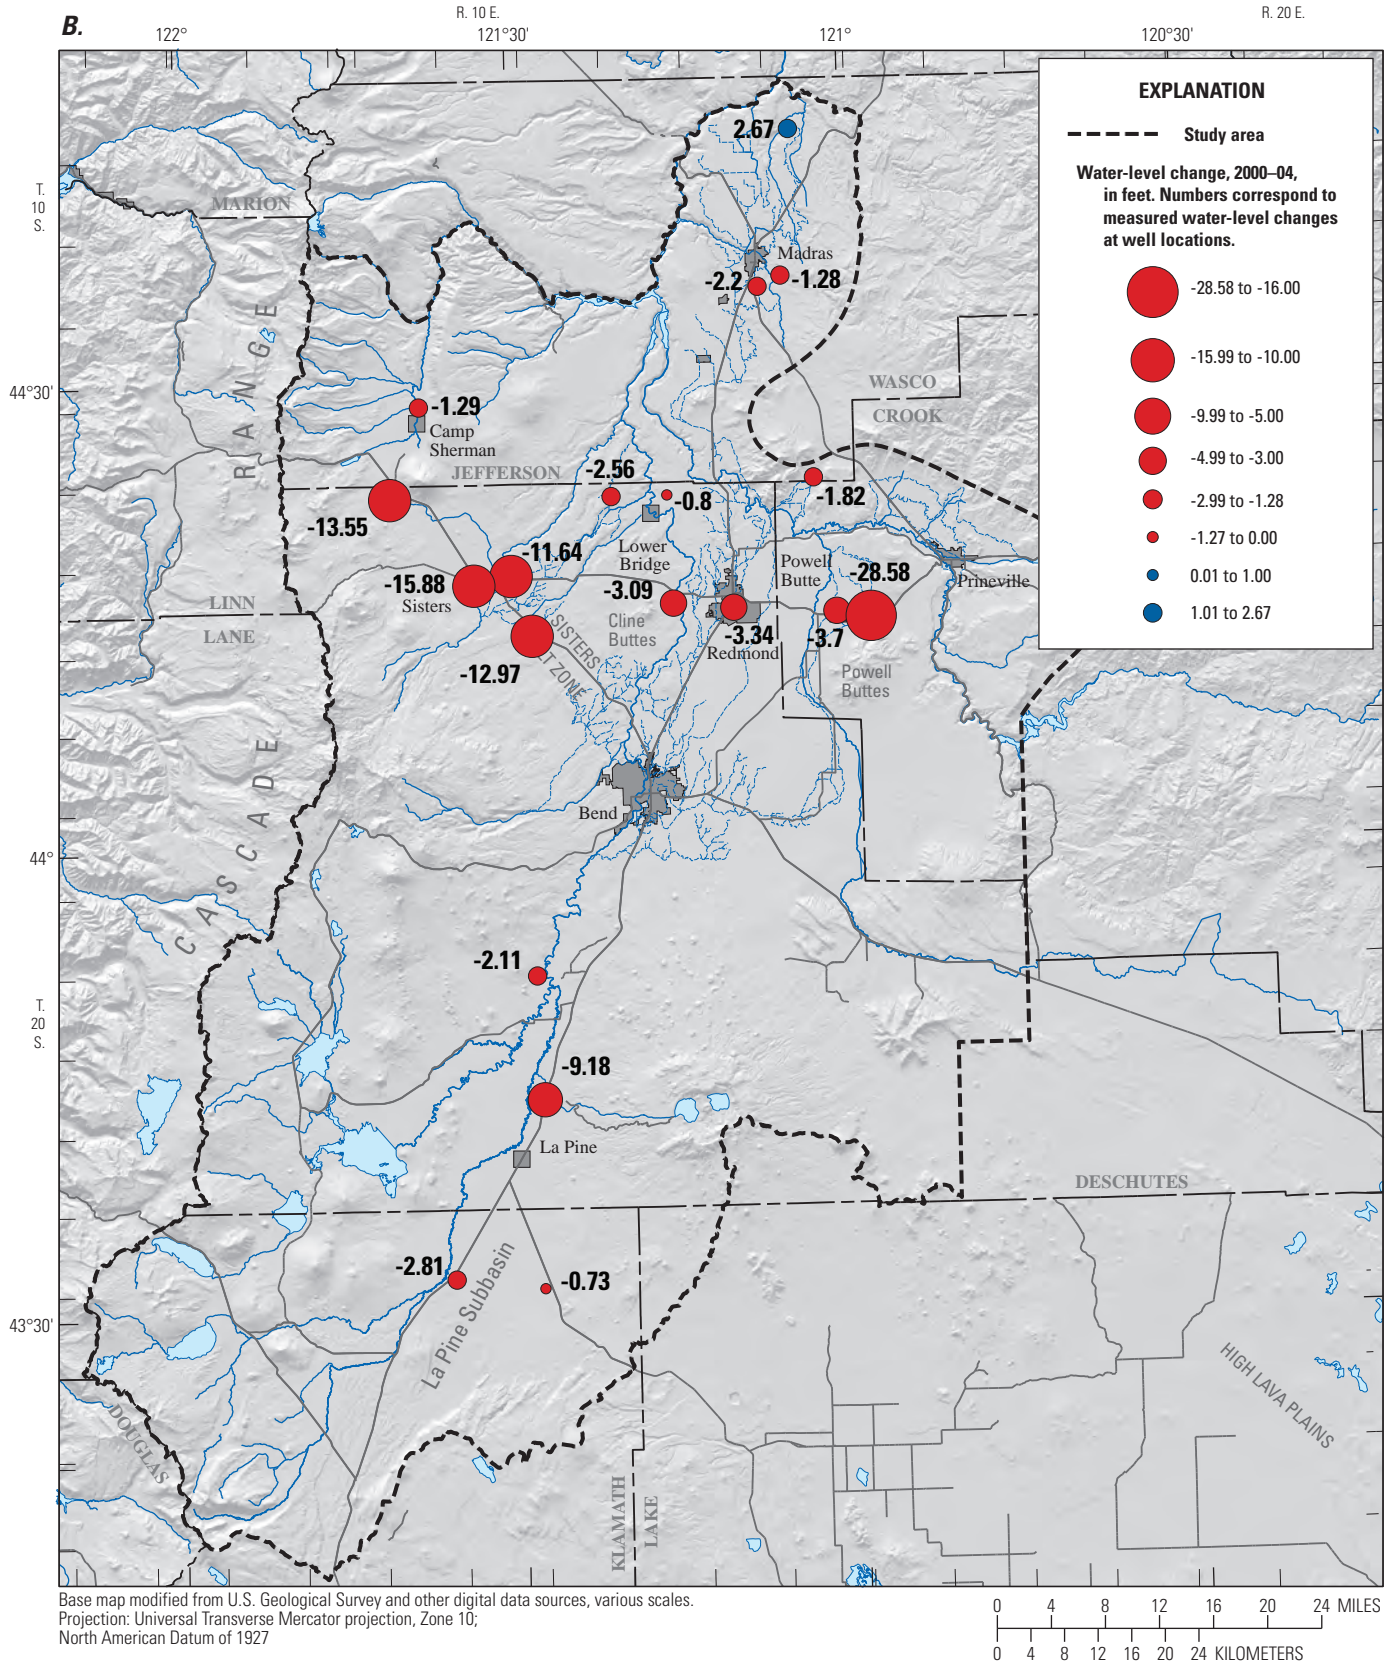 B.
R. 10 E.
R. 20 E.
122°
121°30'
121°
120°30'
EXPLANATION
Study area
Water-level change, 2000–04,
in feet. Numbers correspond to
measured water-level changes
at well locations.
-28.58 to -16.00
-15.99 to -10.00
-9.99 to -5.00
-4.99 to -3.00
-2.99 to -1.28
-1.27 to 0.00
0.01 to 1.00
1.01 to 2.67
2.67
T.
10
S.
MARION
Madras
-2.2
-1.28
44°30'
WASCO
CROOK
-1.29
Camp
Sherman
JEFFERSON
CASCADE RANGE
-2.56
-0.8
-1.82
-13.55
-11.64
Lower
Bridge
Powell
Butte
-28.58
Prineville
-15.88
Sisters
-3.09
LINN
LANE
Cline
Buttes
-3.34
Redmond
-3.7
SISTERS
LT ZONE
-12.97
Powell
Buttes
Bend
44°
-2.11
T.
20
S.
-9.18
La Pine
DESCHUTES
-2.81
-0.73
La Pine Subbasin
43°30'
HIGH LAVA PLAINS
DOUGLAS
KLAMATH
LAKE
Base map modified from U.S. Geological Survey and other digital data sources, various scales.
Projection: Universal Transverse Mercator projection, Zone 10;
North American Datum of 1927
0 4 8 12 16 20 24 MILES
0 4 8 12 16 20 24 KILOMETERS